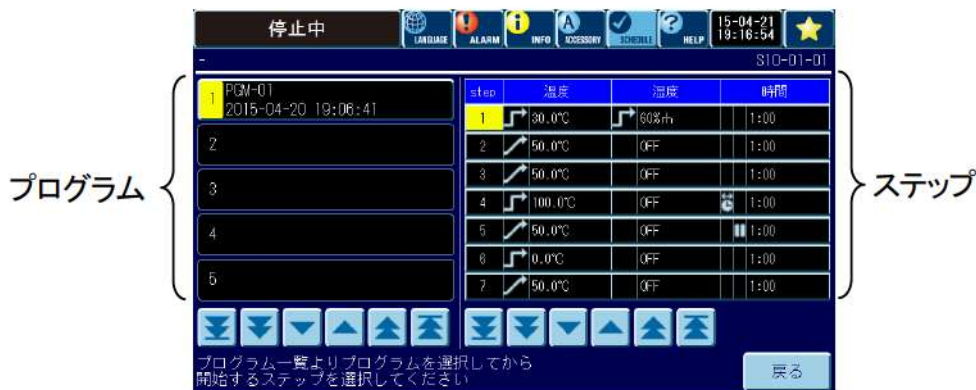 停止中
LANGUAGE
ALARM
INFO
ACCESSORY
SCHEDULE
HELP
15-04-21
19:16:54
-
SIO-01-01
プログラム
1 PGM-01
2015-04-20 19:06:41
2
3
4
5
step 温度 湿度 時間
1 30.0℃ 60%rh 1:00
2 50.0℃ OFF 1:00
3 50.0℃ OFF 1:00
4 100.0℃ OFF 1:00
5 50.0℃ OFF 1:00
6 0.0℃ OFF 1:00
7 50.0℃ OFF 1:00
ステップ
プログラム一覧よりプログラムを選択してから
開始するステップを選択してください
戻る